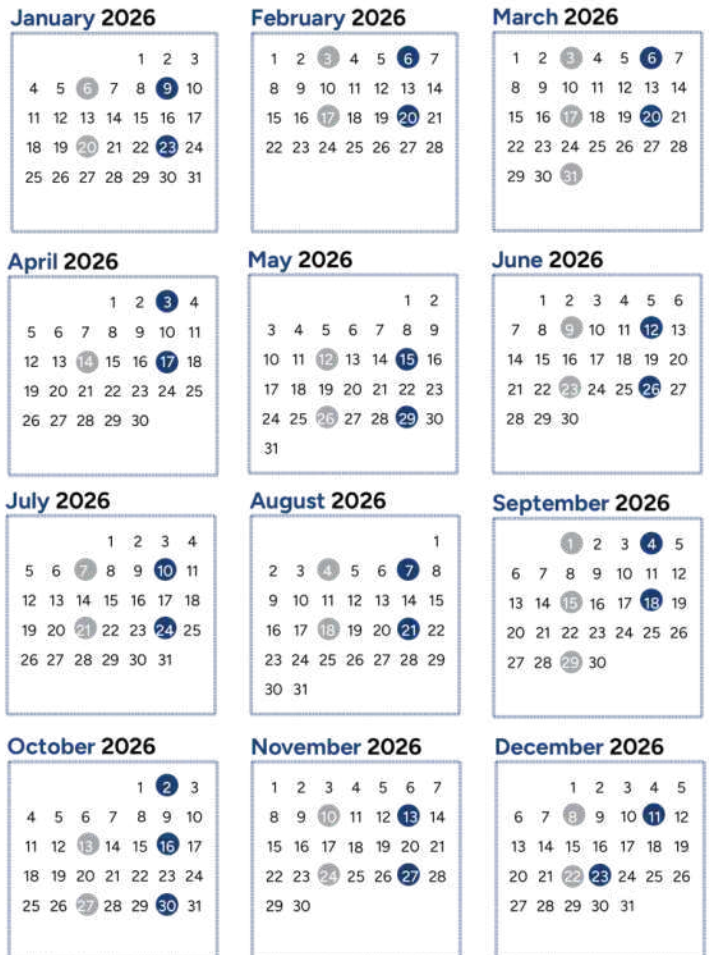 January 2026
1 2 3
4 5 6 7 8 9 10
11 12 13 14 15 16 17
18 19 20 21 22 23 24
25 26 27 28 29 30 31
February 2026
1 2 3 4 5 6 7
8 9 10 11 12 13 14
15 16 17 18 19 20 21
22 23 24 25 26 27 28
March 2026
1 2 3 4 5 6 7
8 9 10 11 12 13 14
15 16 17 18 19 20 21
22 23 24 25 26 27 28
29 30 31
April 2026
1 2 3 4
5 6 7 8 9 10 11
12 13 14 15 16 17 18
19 20 21 22 23 24 25
26 27 28 29 30
May 2026
1 2
3 4 5 6 7 8 9
10 11 12 13 14 15 16
17 18 19 20 21 22 23
24 25 26 27 28 29 30
31
June 2026
1 2 3 4 5 6
7 8 9 10 11 12 13
14 15 16 17 18 19 20
21 22 23 24 25 26 27
28 29 30
July 2026
1 2 3 4
5 6 7 8 9 10 11
12 13 14 15 16 17 18
19 20 21 22 23 24 25
26 27 28 29 30 31
August 2026
1
2 3 4 5 6 7 8
9 10 11 12 13 14 15
16 17 18 19 20 21 22
23 24 25 26 27 28 29
30 31
September 2026
1 2 3 4 5
6 7 8 9 10 11 12
13 14 15 16 17 18 19
20 21 22 23 24 25 26
27 28 29 30
October 2026
1 2 3
4 5 6 7 8 9 10
11 12 13 14 15 16 17
18 19 20 21 22 23 24
25 26 27 28 29 30 31
November 2026
1 2 3 4 5 6 7
8 9 10 11 12 13 14
15 16 17 18 19 20 21
22 23 24 25 26 27 28
29 30
December 2026
1 2 3 4 5
6 7 8 9 10 11 12
13 14 15 16 17 18 19
20 21 22 23 24 25 26
27 28 29 30 31